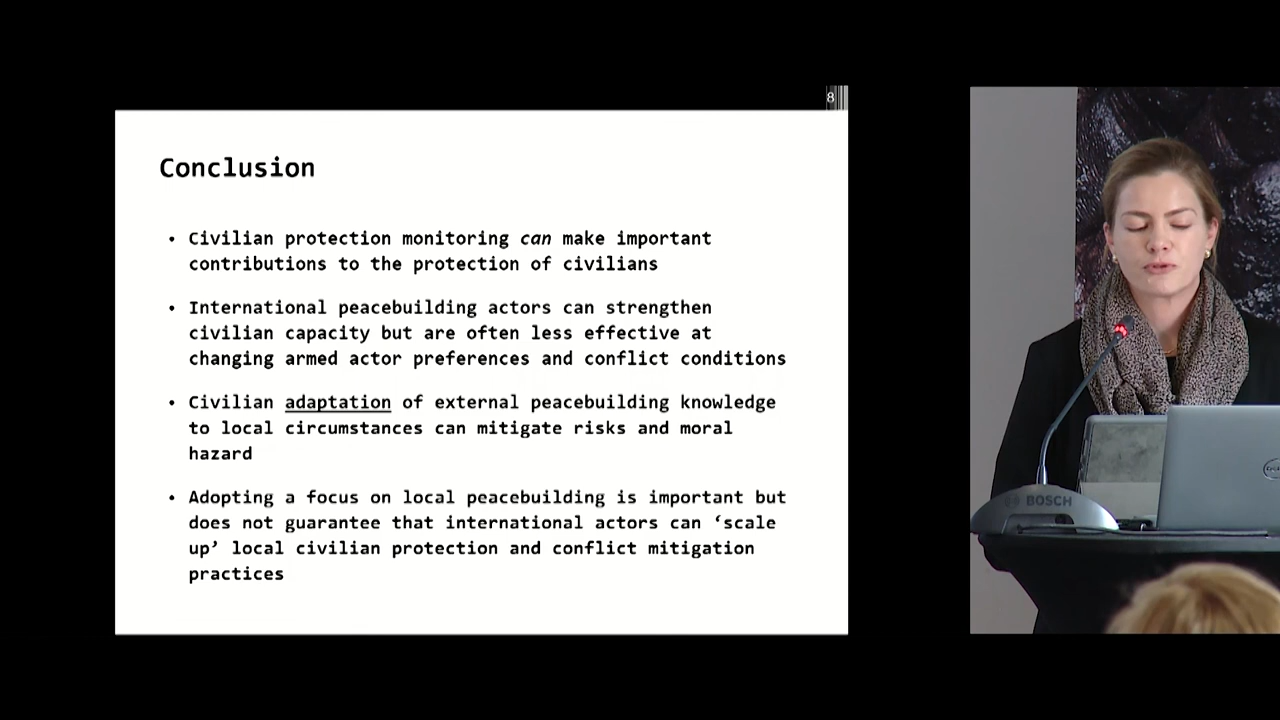 8
Conclusion
• Civilian protection monitoring can make important
contributions to the protection of civilians
• International peacebuilding actors can strengthen
civilian capacity but are often less effective at
changing armed actor preferences and conflict conditions
• Civilian adaptation of external peacebuilding knowledge
to local circumstances can mitigate risks and moral
hazard
• Adopting a focus on local peacebuilding is important but
does not guarantee that international actors can ‘scale
up’ local civilian protection and conflict mitigation
practices
BOSCH